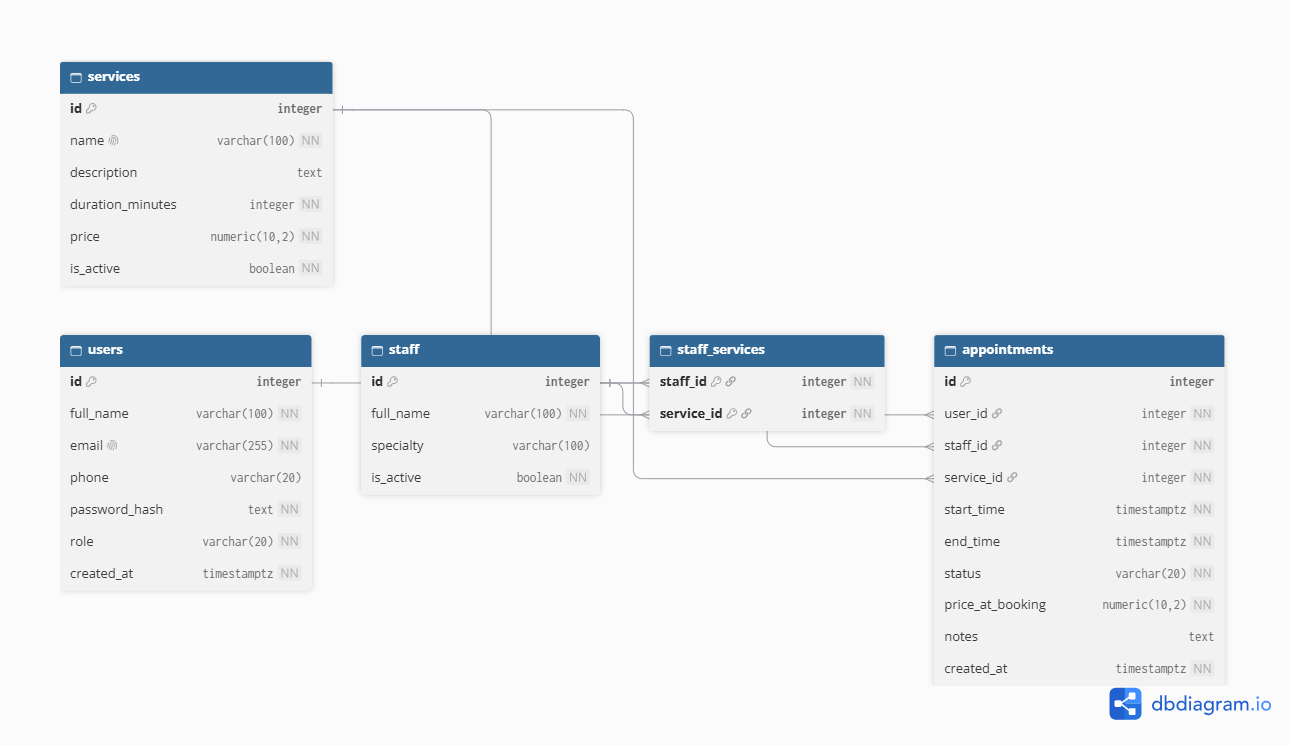 services
id integer
name varchar(100) NN
description text
duration_minutes integer NN
price numeric(10,2) NN
is_active boolean NN
users
id integer
full_name varchar(100) NN
email varchar(255) NN
phone varchar(20)
password_hash text NN
role varchar(20) NN
created_at timestamptz NN
staff
id integer
full_name varchar(100) NN
specialty varchar(100)
is_active boolean NN
staff_services
staff_id integer NN
service_id integer NN
appointments
id integer
user_id integer NN
staff_id integer NN
service_id integer NN
start_time timestamptz NN
end_time timestamptz NN
status varchar(20) NN
price_at_booking numeric(10,2) NN
notes text
created_at timestamptz NN
dbdiagram.io